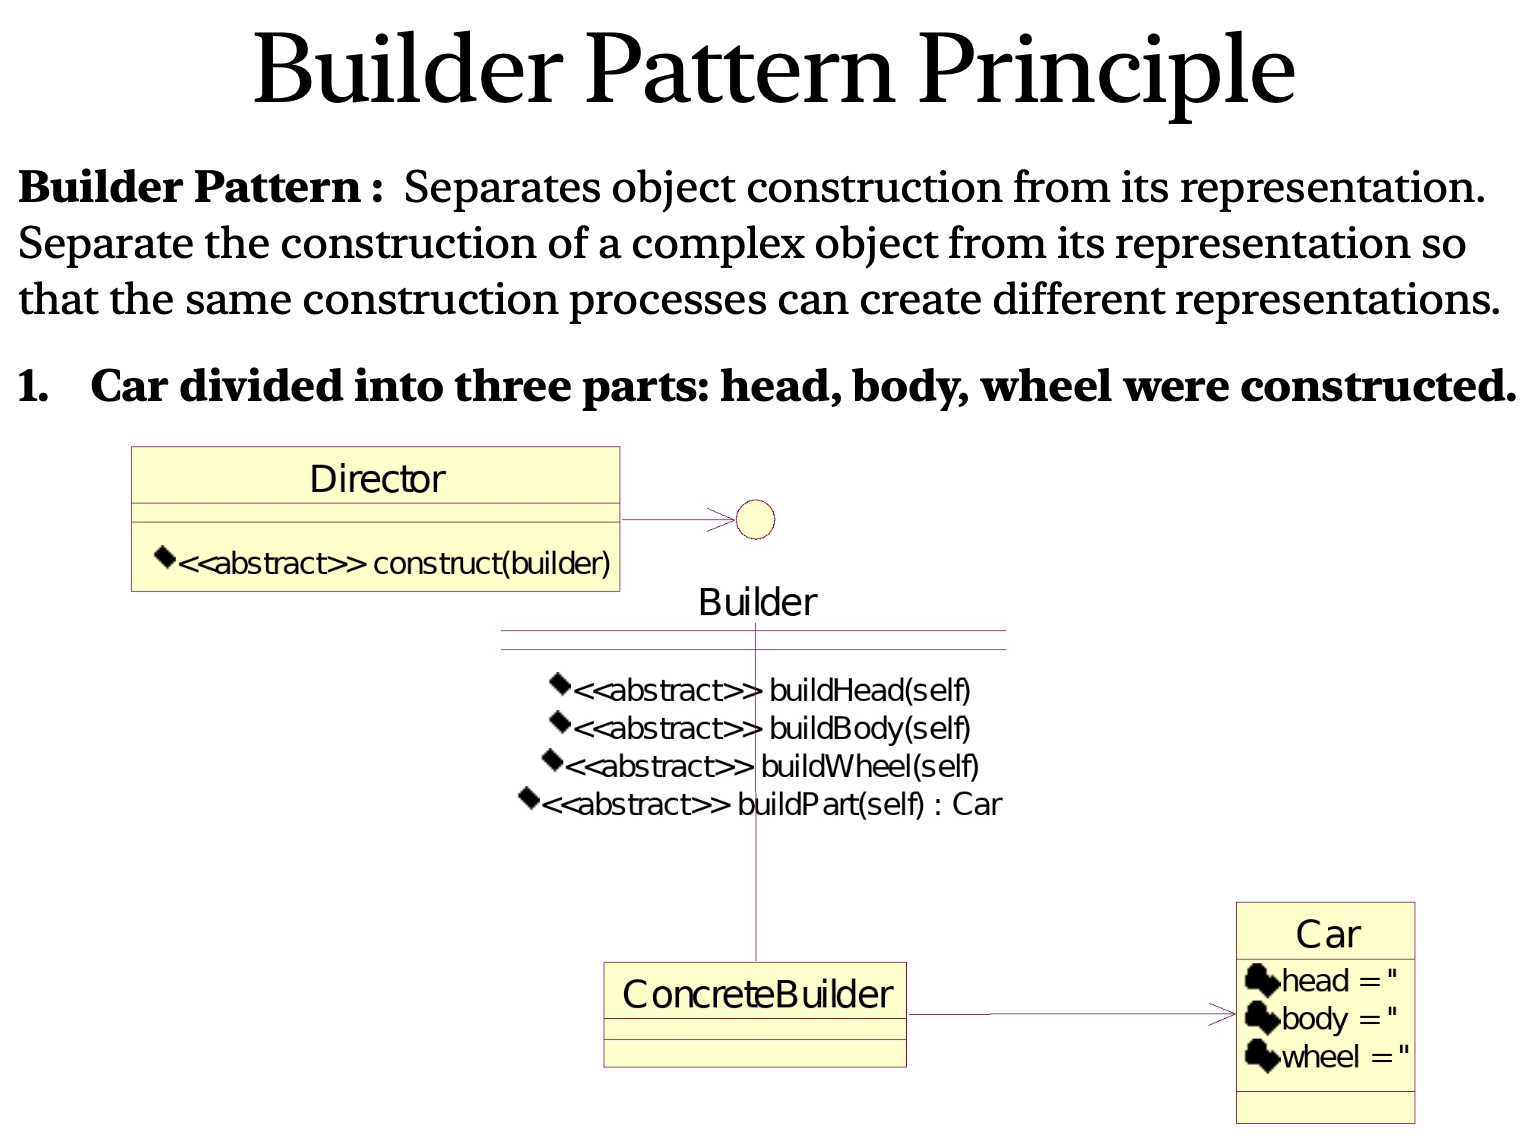 Builder Pattern Principle
Builder Pattern : Separates object construction from its representation.
Separate the construction of a complex object from its representation so
that the same construction processes can create different representations.
1. Car divided into three parts: head, body, wheel were constructed.
Director
<<abstract>> construct(builder)
Builder
<<abstract>> buildHead(self)
<<abstract>> buildBody(self)
<<abstract>> buildWheel(self)
<<abstract>> buildPart(self) : Car
ConcreteBuilder
Car
head = "
body = "
wheel = "